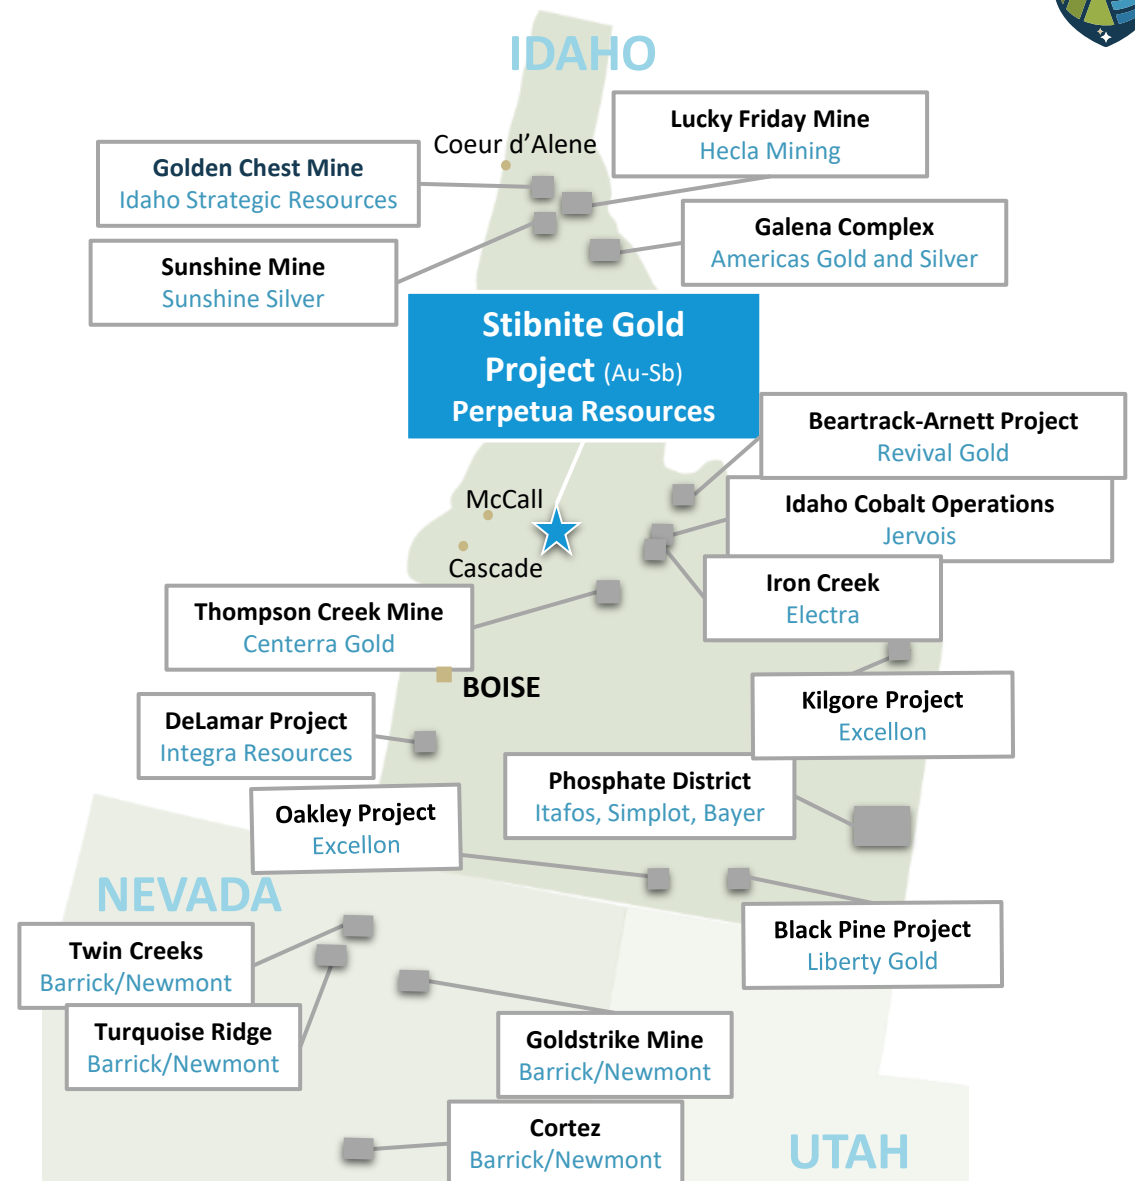 IDAHO
Lucky Friday Mine
Hecla Mining
Coeur d’Alene
Golden Chest Mine
Idaho Strategic Resources
Galena Complex
Americas Gold and Silver
Sunshine Mine
Sunshine Silver
Stibnite Gold
Project (Au-Sb)
Perpetua Resources
Beartrack-Arnett Project
Revival Gold
McCall
Idaho Cobalt Operations
Jervois
Cascade
Iron Creek
Electra
Thompson Creek Mine
Centerra Gold
BOISE
Kilgore Project
Excellon
DeLamar Project
Integra Resources
Phosphate District
Itafos, Simplot, Bayer
Oakley Project
Excellon
NEVADA
Black Pine Project
Liberty Gold
Twin Creeks
Barrick/Newmont
Turquoise Ridge
Barrick/Newmont
Goldstrike Mine
Barrick/Newmont
Cortez
Barrick/Newmont
UTAH